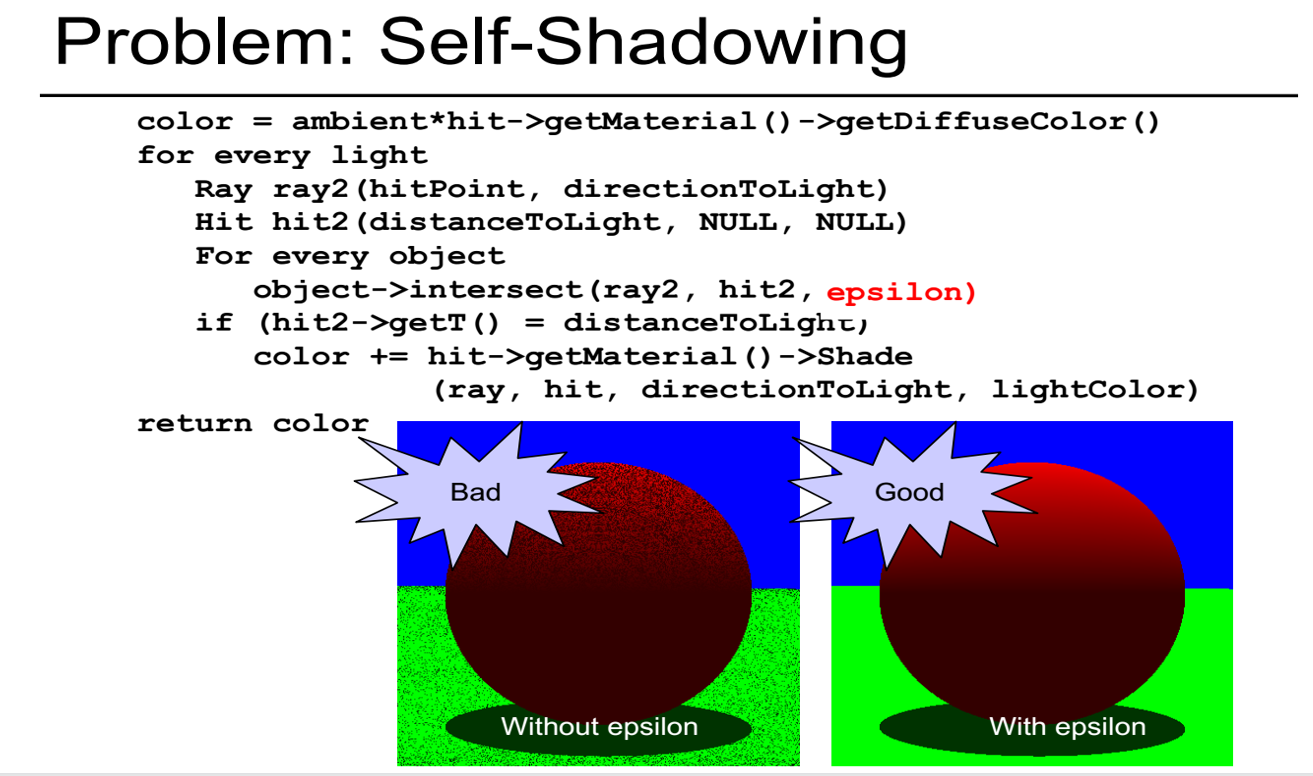 Problem: Self-Shadowing
color = ambient*hit->getMaterial()->getDiffuseColor()
for every light
Ray ray2(hitPoint, directionToLight)
Hit hit2(distanceToLight, NULL, NULL)
For every object
object->intersect(ray2, hit2, epsilon)
if (hit2->getT() = distanceToLight)
color += hit->getMaterial()->Shade
(ray, hit, directionToLight, lightColor)
return color
Bad
Good
Without epsilon
With epsilon